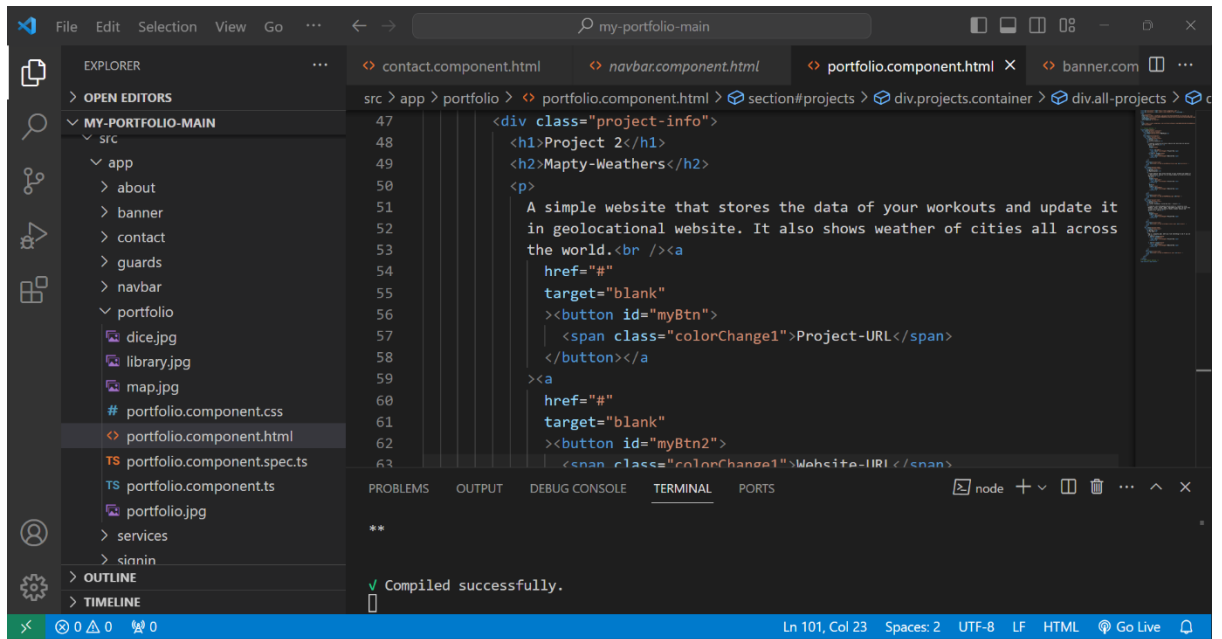 File Edit Selection View Go ··· my-portfolio-main
EXPLORER ···
> OPEN EDITORS
MY-PORTFOLIO-MAIN
src
app
> about
> banner
> contact
> guards
> navbar
portfolio
dice.jpg
library.jpg
map.jpg
# portfolio.component.css
<> portfolio.component.html
TS portfolio.component.spec.ts
TS portfolio.component.ts
portfolio.jpg
> services
> signin
> OUTLINE
> TIMELINE
<> contact.component.html <> navbar.component.html <> portfolio.component.html × <> banner.com ···
src > app > portfolio > <> portfolio.component.html > section#projects > div.projects.container > div.all-projects > d
47 <div class="project-info">
48 <h1>Project 2</h1>
49 <h2>Mapty-Weathers</h2>
50 <p>
51 A simple website that stores the data of your workouts and update it
52 in geolocational website. It also shows weather of cities all across
53 the world.<br /><a
54 href="#"
55 target="blank"
56 ><button id="myBtn">
57 <span class="colorChange1">Project-URL</span>
58 </button></a
59 ><a
60 href="#"
61 target="blank"
62 ><button id="myBtn2">
63 <span class="colorChange1">Website-URL</span>
PROBLEMS OUTPUT DEBUG CONSOLE TERMINAL PORTS node
**
√ Compiled successfully.
0 0 0 Ln 101, Col 23 Spaces: 2 UTF-8 LF HTML Go Live